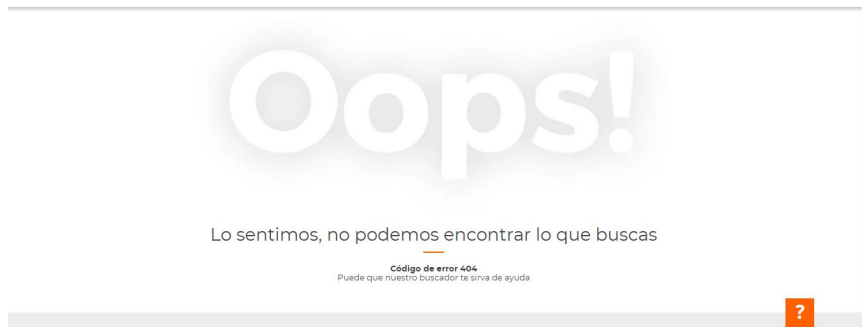 Oops!
Lo sentimos, no podemos encontrar lo que buscas
Código de error 404
Puede que nuestro buscador te sirva de ayuda
?